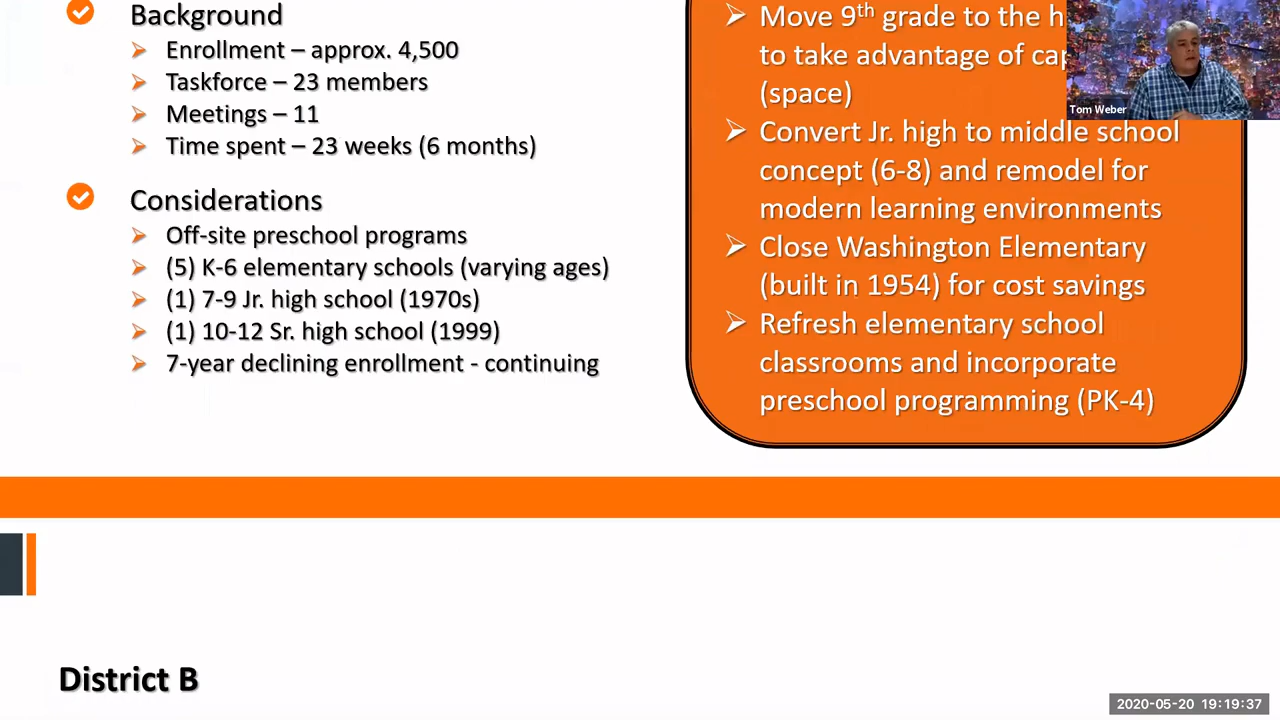 Background
Enrollment – approx. 4,500
Taskforce – 23 members
Meetings – 11
Time spent – 23 weeks (6 months)
Considerations
Off-site preschool programs
(5) K-6 elementary schools (varying ages)
(1) 7-9 Jr. high school (1970s)
(1) 10-12 Sr. high school (1999)
7-year declining enrollment - continuing
Move 9th grade to the
to take advantage of
(space)
Convert Jr. high to middle school
concept (6-8) and remodel for
modern learning environments
Close Washington Elementary
(built in 1954) for cost savings
Refresh elementary school
classrooms and incorporate
preschool programming (PK-4)
Tom Weber
District B
2020-05-20 19:19:37